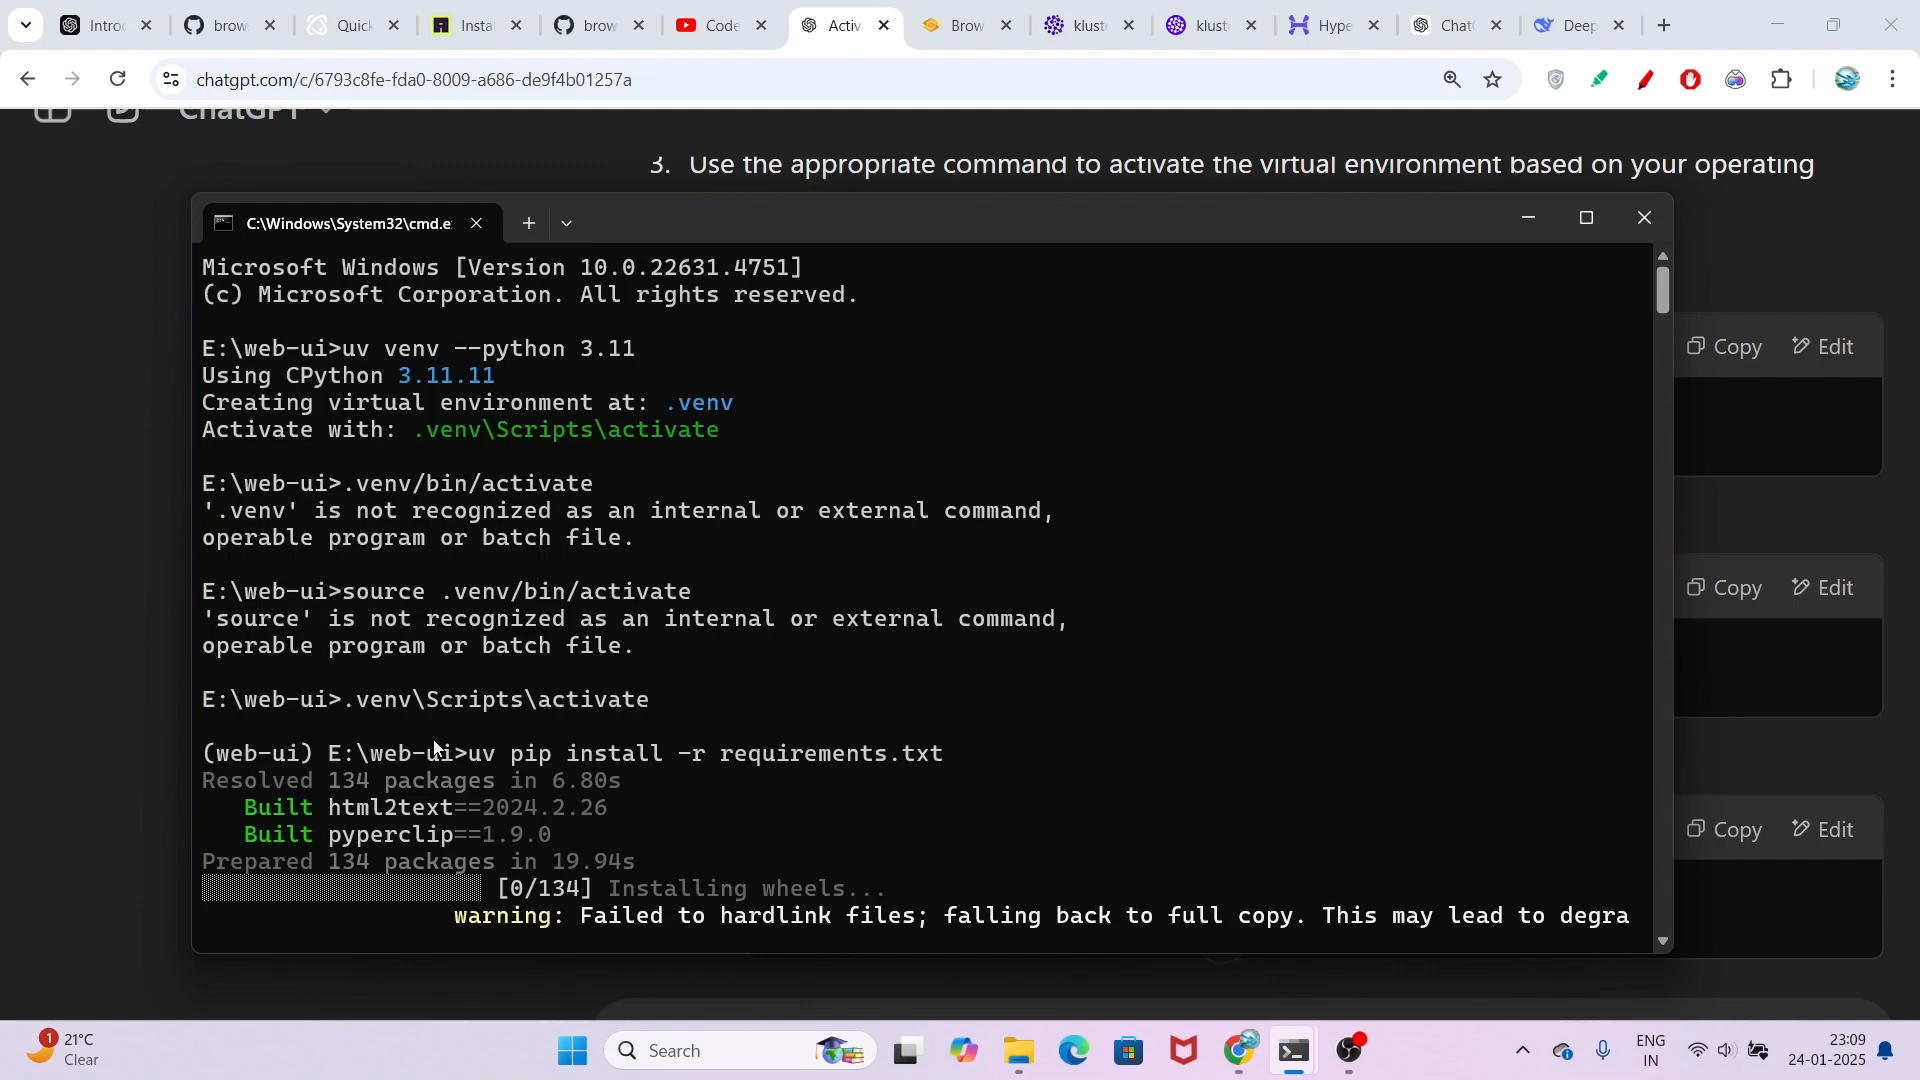 Introc
brows
Quick
Instal
brows
Code
Activ
Brow
kluste
kluste
Hype
ChatG
Deep
chatgpt.com/c/6793c8fe-fda0-8009-a686-de9f4b01257a
ChatGPT
3. Use the appropriate command to activate the virtual environment based on your operating
C:\Windows\System32\cmd.e
Microsoft Windows [Version 10.0.22631.4751]
(c) Microsoft Corporation. All rights reserved.
E:\web-ui>uv venv --python 3.11
Using CPython 3.11.11
Creating virtual environment at: .venv
Activate with: .venv\Scripts\activate
E:\web-ui>.venv/bin/activate
'.venv' is not recognized as an internal or external command,
operable program or batch file.
E:\web-ui>source .venv/bin/activate
'source' is not recognized as an internal or external command,
operable program or batch file.
E:\web-ui>.venv\Scripts\activate
(web-ui) E:\web-ui>uv pip install -r requirements.txt
Resolved 134 packages in 6.80s
Built html2text==2024.2.26
Built pyperclip==1.9.0
Prepared 134 packages in 19.94s
[0/134] Installing wheels...
warning: Failed to hardlink files; falling back to full copy. This may lead to degra
Copy Edit
Copy Edit
Copy Edit
1
21°C
Clear
Search
ENG
IN
23:09
24-01-2025